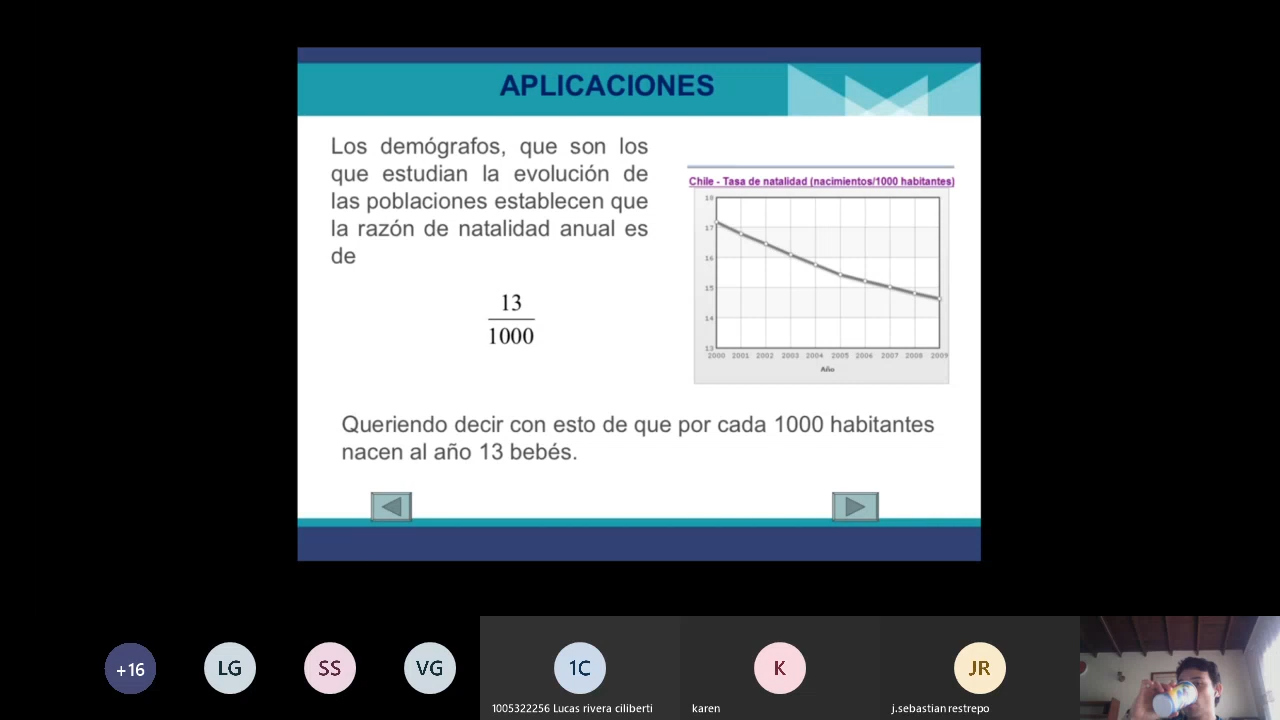 APLICACIONES
Los demógrafos, que son los
que estudian la evolución de
las poblaciones establecen que
la razón de natalidad anual es
de
13
1000
Chile - Tasa de natalidad (nacimientos/1000 habitantes)
18
17
16
15
14
13
2000 2001 2002 2003 2004 2005 2006 2007 2008 2009
Año
Queriendo decir con esto de que por cada 1000 habitantes
nacen al año 13 bebés.
+16
LG
SS
VG
1C
K
JR
1005322256 Lucas rivera ciliberti
karen
j.sebastian restrepo